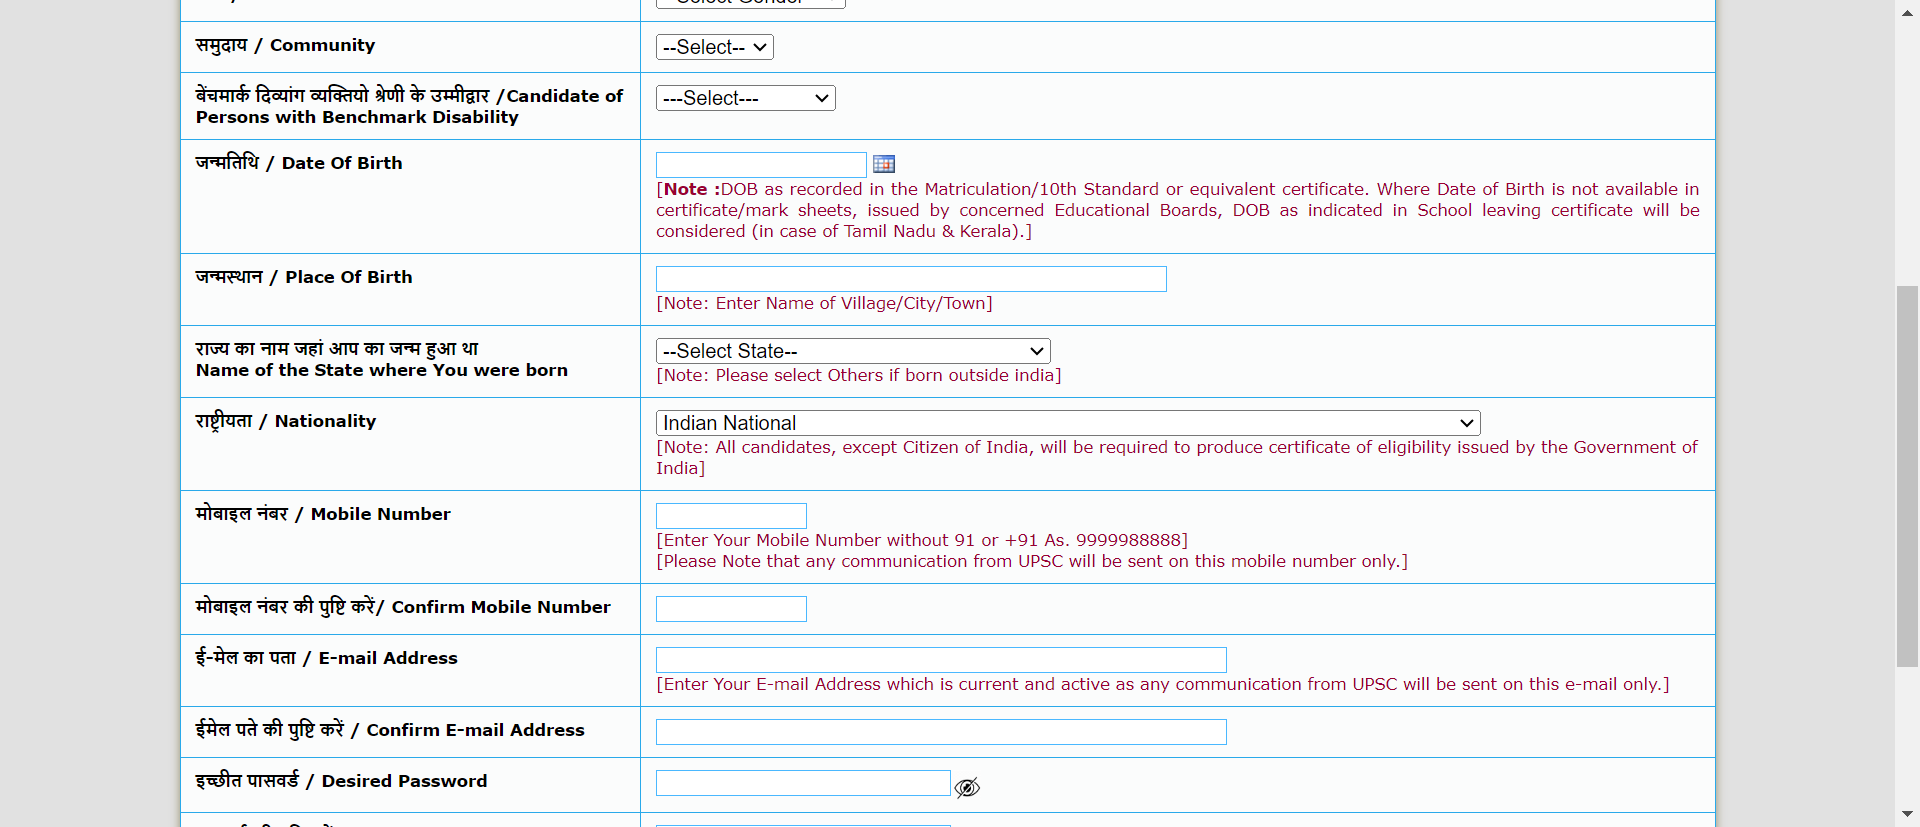 समुदाय / Community
--Select--
बेंचमार्क दिव्यांग व्यक्तियो श्रेणी के उम्मीद्वार /Candidate of
Persons with Benchmark Disability
---Select---
जन्मतिथि / Date Of Birth
[Note :DOB as recorded in the Matriculation/10th Standard or equivalent certificate. Where Date of Birth is not available in
certificate/mark sheets, issued by concerned Educational Boards, DOB as indicated in School leaving certificate will be
considered (in case of Tamil Nadu & Kerala).]
जन्मस्थान / Place Of Birth
[Note: Enter Name of Village/City/Town]
राज्य का नाम जहां आप का जन्म हुआ था
Name of the State where You were born
--Select State--
[Note: Please select Others if born outside india]
राष्ट्रीयता / Nationality
Indian National
[Note: All candidates, except Citizen of India, will be required to produce certificate of eligibility issued by the Government of
India]
मोबाइल नंबर / Mobile Number
[Enter Your Mobile Number without 91 or +91 As. 9999988888]
[Please Note that any communication from UPSC will be sent on this mobile number only.]
मोबाइल नंबर की पुष्टि करें/ Confirm Mobile Number
ई-मेल का पता / E-mail Address
[Enter Your E-mail Address which is current and active as any communication from UPSC will be sent on this e-mail only.]
ईमेल पते की पुष्टि करें / Confirm E-mail Address
इच्छीत पासवर्ड / Desired Password